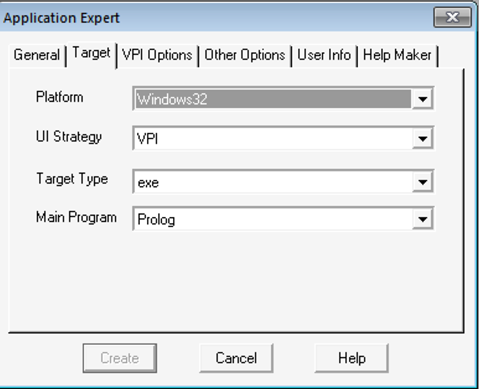 Application Expert
General Target VPI Options Other Options User Info Help Maker
Platform Windows32
UI Strategy VPI
Target Type exe
Main Program Prolog
Create Cancel Help